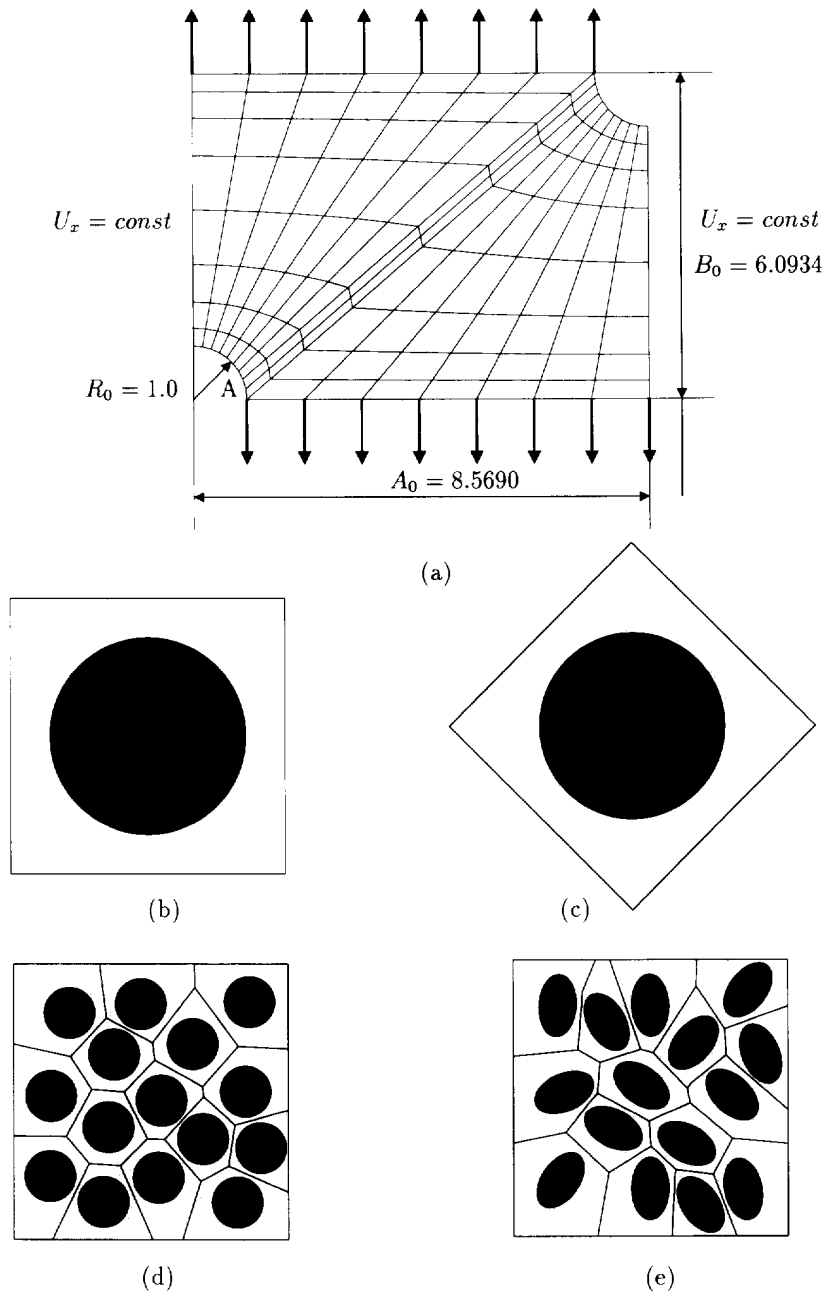 U_x = const
U_x = const
B_0 = 6.0934
R_0 = 1.0
A
A_0 = 8.5690
(a)
(b)
(c)
(d)
(e)